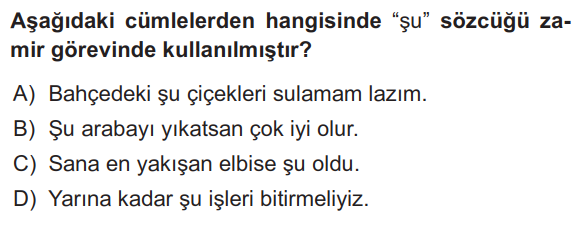 Aşağıdaki cümlelerden hangisinde “şu” sözcüğü za-
mir görevinde kullanılmıştır?
A) Bahçedeki şu çiçekleri sulamam lazım.
B) Şu arabayı yıkatsan çok iyi olur.
C) Sana en yakışan elbise şu oldu.
D) Yarına kadar şu işleri bitirmeliyiz.